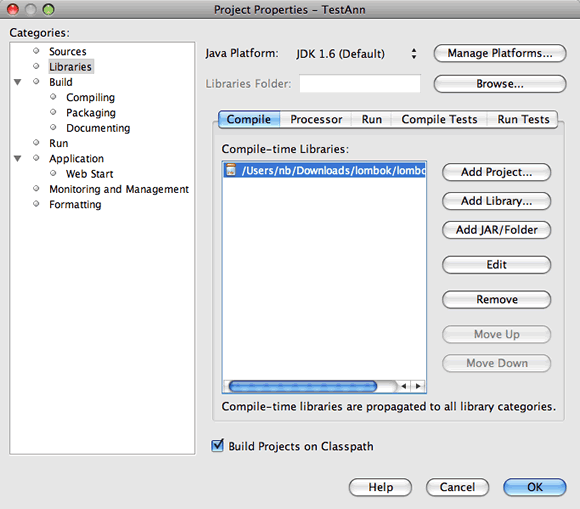 Project Properties – TestAnn
Categories:
Sources
Libraries
Build
Compiling
Packaging
Documenting
Run
Application
Web Start
Monitoring and Management
Formatting
Java Platform: JDK 1.6 (Default) Manage Platforms...
Libraries Folder: Browse...
Compile Processor Run Compile Tests Run Tests
Compile-time Libraries:
/Users/nb/Downloads/lombok/lombo
Add Project...
Add Library...
Add JAR/Folder
Edit
Remove
Move Up
Move Down
Compile-time libraries are propagated to all library categories.
Build Projects on Classpath
Help Cancel OK